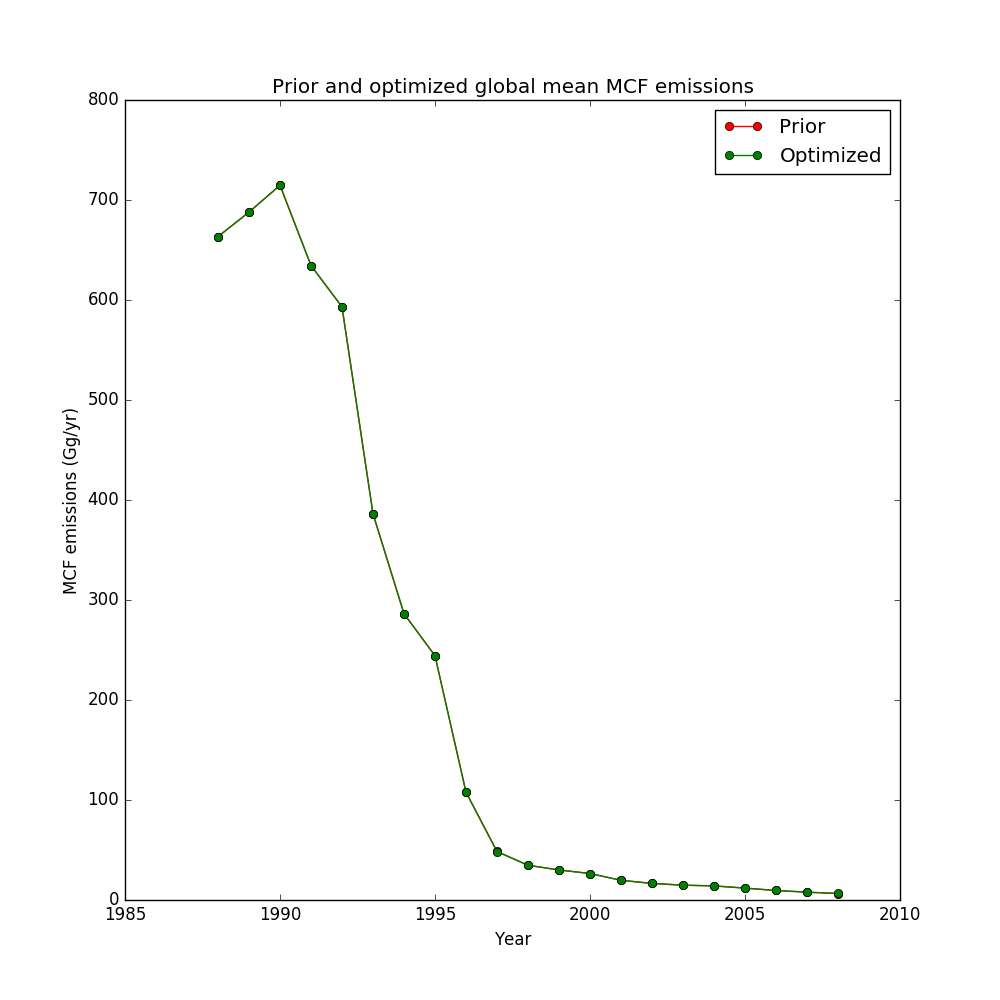 Prior and optimized global mean MCF emissions
800
700
600
500
400
300
200
100
0
MCF emissions (Gg/yr)
Prior
Optimized
1985 1990 1995 2000 2005 2010
Year